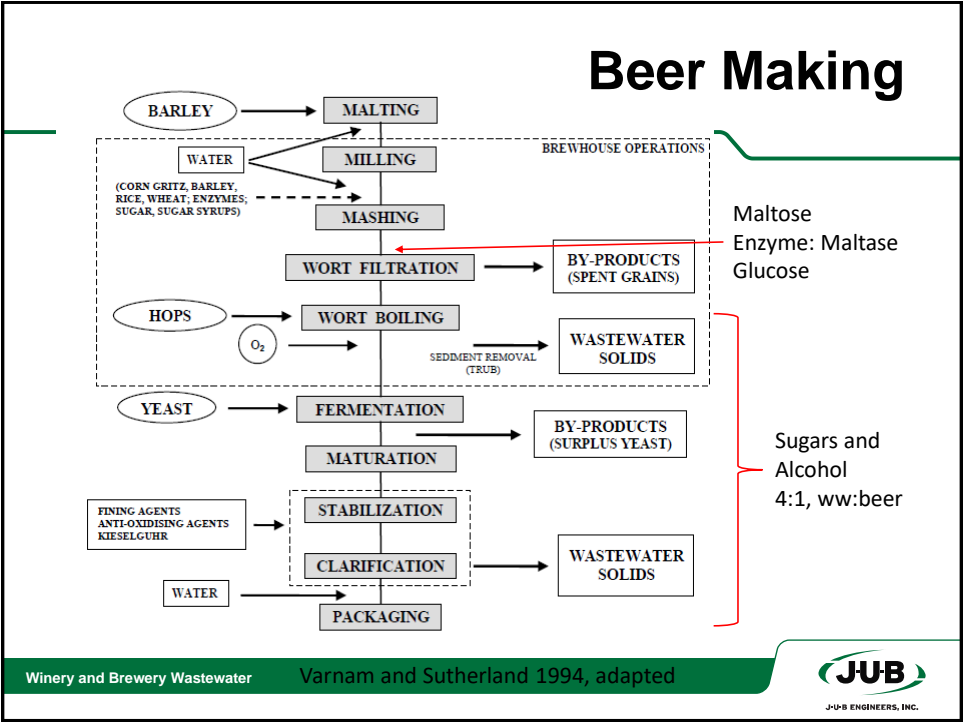 Beer Making
BARLEY
MALTING
BREWHOUSE OPERATIONS
WATER
MILLING
(CORN GRITZ, BARLEY,
RICE, WHEAT; ENZYMES;
SUGAR, SUGAR SYRUPS)
MASHING
Maltose
Enzyme: Maltase
Glucose
WORT FILTRATION
BY-PRODUCTS
(SPENT GRAINS)
HOPS
WORT BOILING
O2
SEDIMENT REMOVAL
(TRUB)
WASTEWATER
SOLIDS
YEAST
FERMENTATION
BY-PRODUCTS
(SURPLUS YEAST)
MATURATION
Sugars and
Alcohol
4:1, ww:beer
FINING AGENTS
ANTI-OXIDISING AGENTS
KIESELGUHR
STABILIZATION
CLARIFICATION
WASTEWATER
SOLIDS
WATER
PACKAGING
Winery and Brewery Wastewater
Varnam and Sutherland 1994, adapted
J·U·B
J·U·B ENGINEERS, INC.